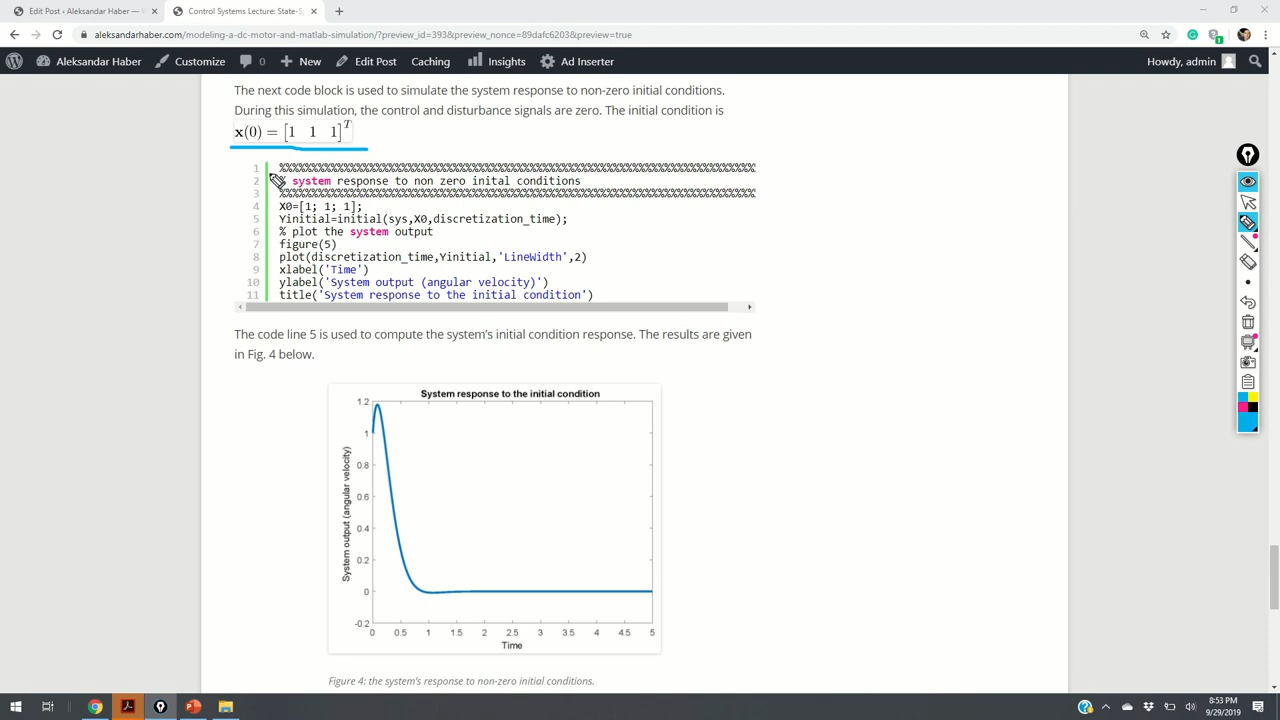 Edit Post ‹ Aleksandar Haber — W
Control Systems Lecture: State-S
aleksandarhaber.com/modeling-a-dc-motor-and-matlab-simulation/?preview_id=393&preview_nonce=89dafc6203&preview=true
Aleksandar Haber Customize 0 New Edit Post Caching Insights Ad Inserter Howdy, admin
The next code block is used to simulate the system response to non-zero initial conditions.
During this simulation, the control and disturbance signals are zero. The initial condition is
x(0) = [1 1 1]^T
1 %%%%%%%%%%%%%%%%%%%%%%%%%%%%%%%%%%%%%%%%%%%%%%%%%%%%%%%%%%%%%%%%%%%%%%%%%%
2 % system response to non zero inital conditions
3 %%%%%%%%%%%%%%%%%%%%%%%%%%%%%%%%%%%%%%%%%%%%%%%%%%%%%%%%%%%%%%%%%%%%%%%%%%
4 X0=[1; 1; 1];
5 Yinitial=initial(sys,X0,discretization_time);
6 % plot the system output
7 figure(5)
8 plot(discretization_time,Yinitial,'LineWidth',2)
9 xlabel('Time')
10 ylabel('System output (angular velocity)')
11 title('System response to the initial condition')
The code line 5 is used to compute the system's initial condition response. The results are given
in Fig. 4 below.
System response to the initial condition
1.2
1
0.8
0.6
0.4
0.2
0
-0.2
System output (angular velocity)
0 0.5 1 1.5 2 2.5 3 3.5 4 4.5 5
Time
Figure 4: the system's response to non-zero initial conditions.
8:53 PM
9/29/2019